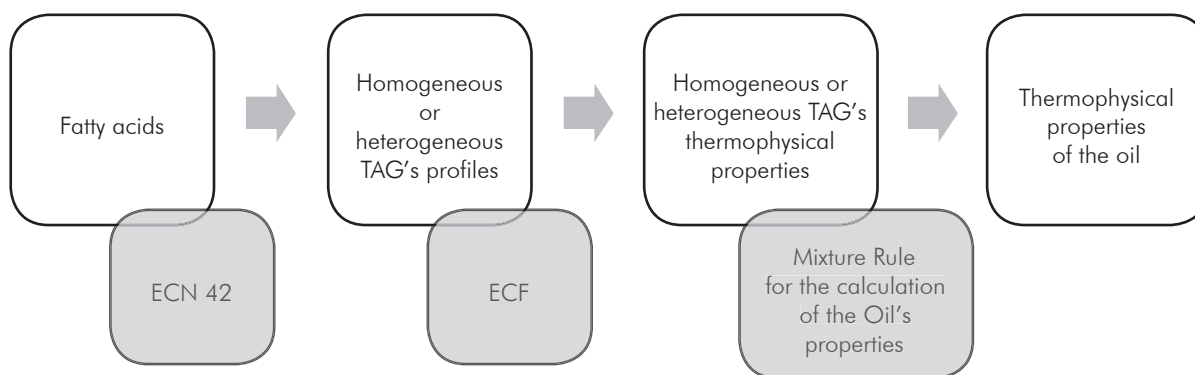 Fatty acids
Homogeneous
or
heterogeneous
TAG's profiles
Homogeneous or
heterogeneous TAG's
thermophysical
properties
Thermophysical
properties
of the oil
ECN 42
ECF
Mixture Rule
for the calculation
of the Oil's
properties